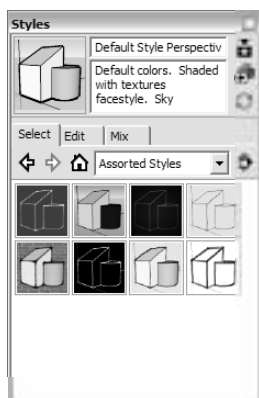 Styles
Default Style Perspectiv
Default colors. Shaded
with textures
facestyle. Sky
Select Edit Mix
Assorted Styles